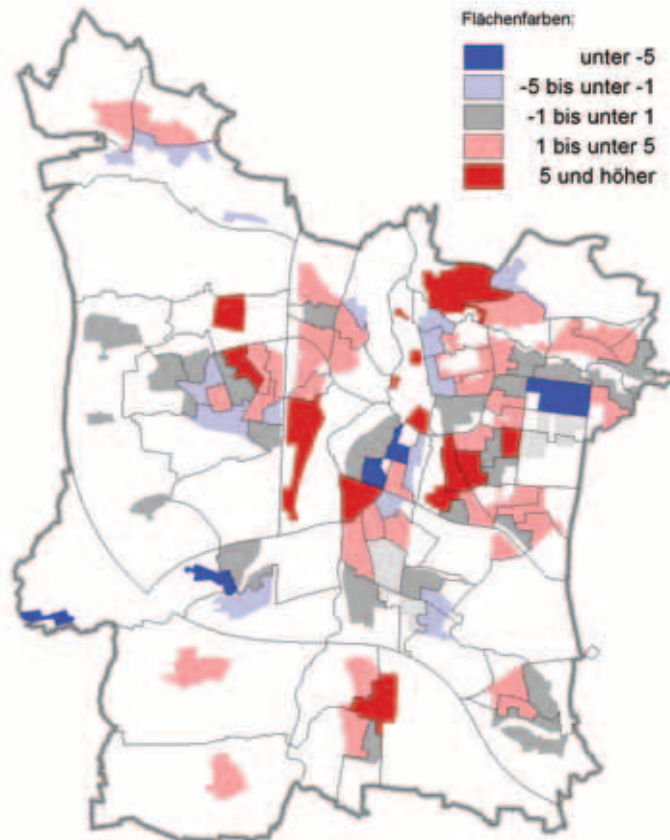 Flächenfarben:
unter -5
-5 bis unter -1
-1 bis unter 1
1 bis unter 5
5 und höher